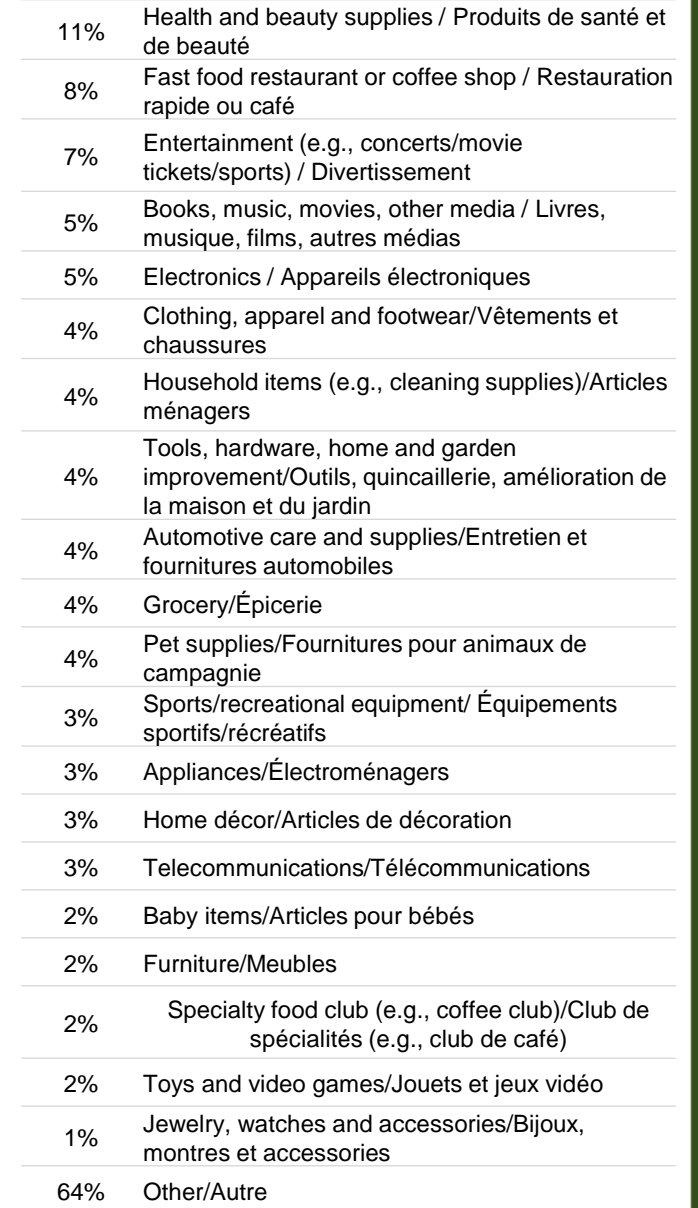 11% Health and beauty supplies / Produits de santé et
de beauté
8% Fast food restaurant or coffee shop / Restauration
rapide ou café
7% Entertainment (e.g., concerts/movie
tickets/sports) / Divertissement
5% Books, music, movies, other media / Livres,
musique, films, autres médias
5% Electronics / Appareils électroniques
4% Clothing, apparel and footwear/Vêtements et
chaussures
4% Household items (e.g., cleaning supplies)/Articles
ménagers
4% Tools, hardware, home and garden
improvement/Outils, quincaillerie, amélioration de
la maison et du jardin
4% Automotive care and supplies/Entretien et
fournitures automobiles
4% Grocery/Épicerie
4% Pet supplies/Fournitures pour animaux de
campagnie
3% Sports/recreational equipment/ Équipements
sportifs/récréatifs
3% Appliances/Électroménagers
3% Home décor/Articles de décoration
3% Telecommunications/Télécommunications
2% Baby items/Articles pour bébés
2% Furniture/Meubles
2% Specialty food club (e.g., coffee club)/Club de
spécialités (e.g., club de café)
2% Toys and video games/Jouets et jeux vidéo
1% Jewelry, watches and accessories/Bijoux,
montres et accessories
64% Other/Autre